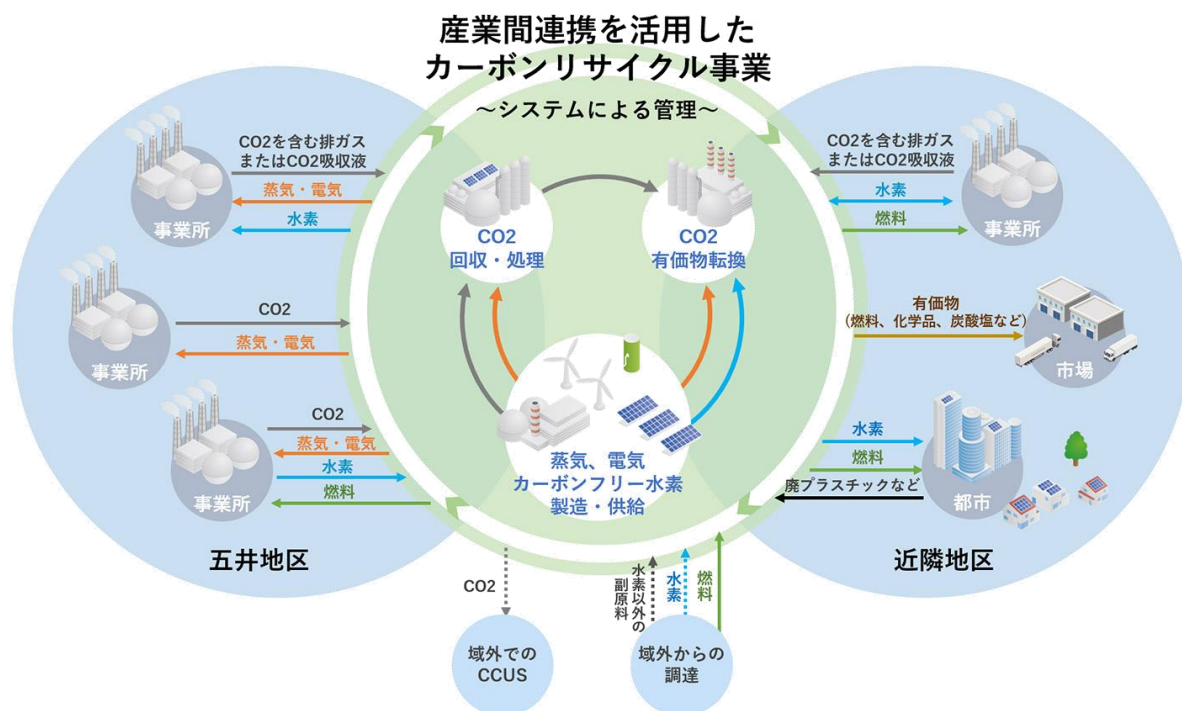 産業間連携を活用した
カーボンリサイクル事業
～システムによる管理～
CO2を含む排ガス
またはCO2吸収液
蒸気・電気
水素
事業所
CO2
蒸気・電気
事業所
CO2
蒸気・電気
水素
燃料
事業所
五井地区
CO2
回収・処理
CO2
有価物転換
蒸気、電気
カーボンフリー水素
製造・供給
CO2を含む排ガス
またはCO2吸収液
水素
燃料
事業所
有価物
（燃料、化学品、炭酸塩など）
市場
水素
燃料
廃プラスチックなど
都市
近隣地区
CO2
域外での
CCUS
水素以外の
副原料
水素
燃料
域外からの
調達